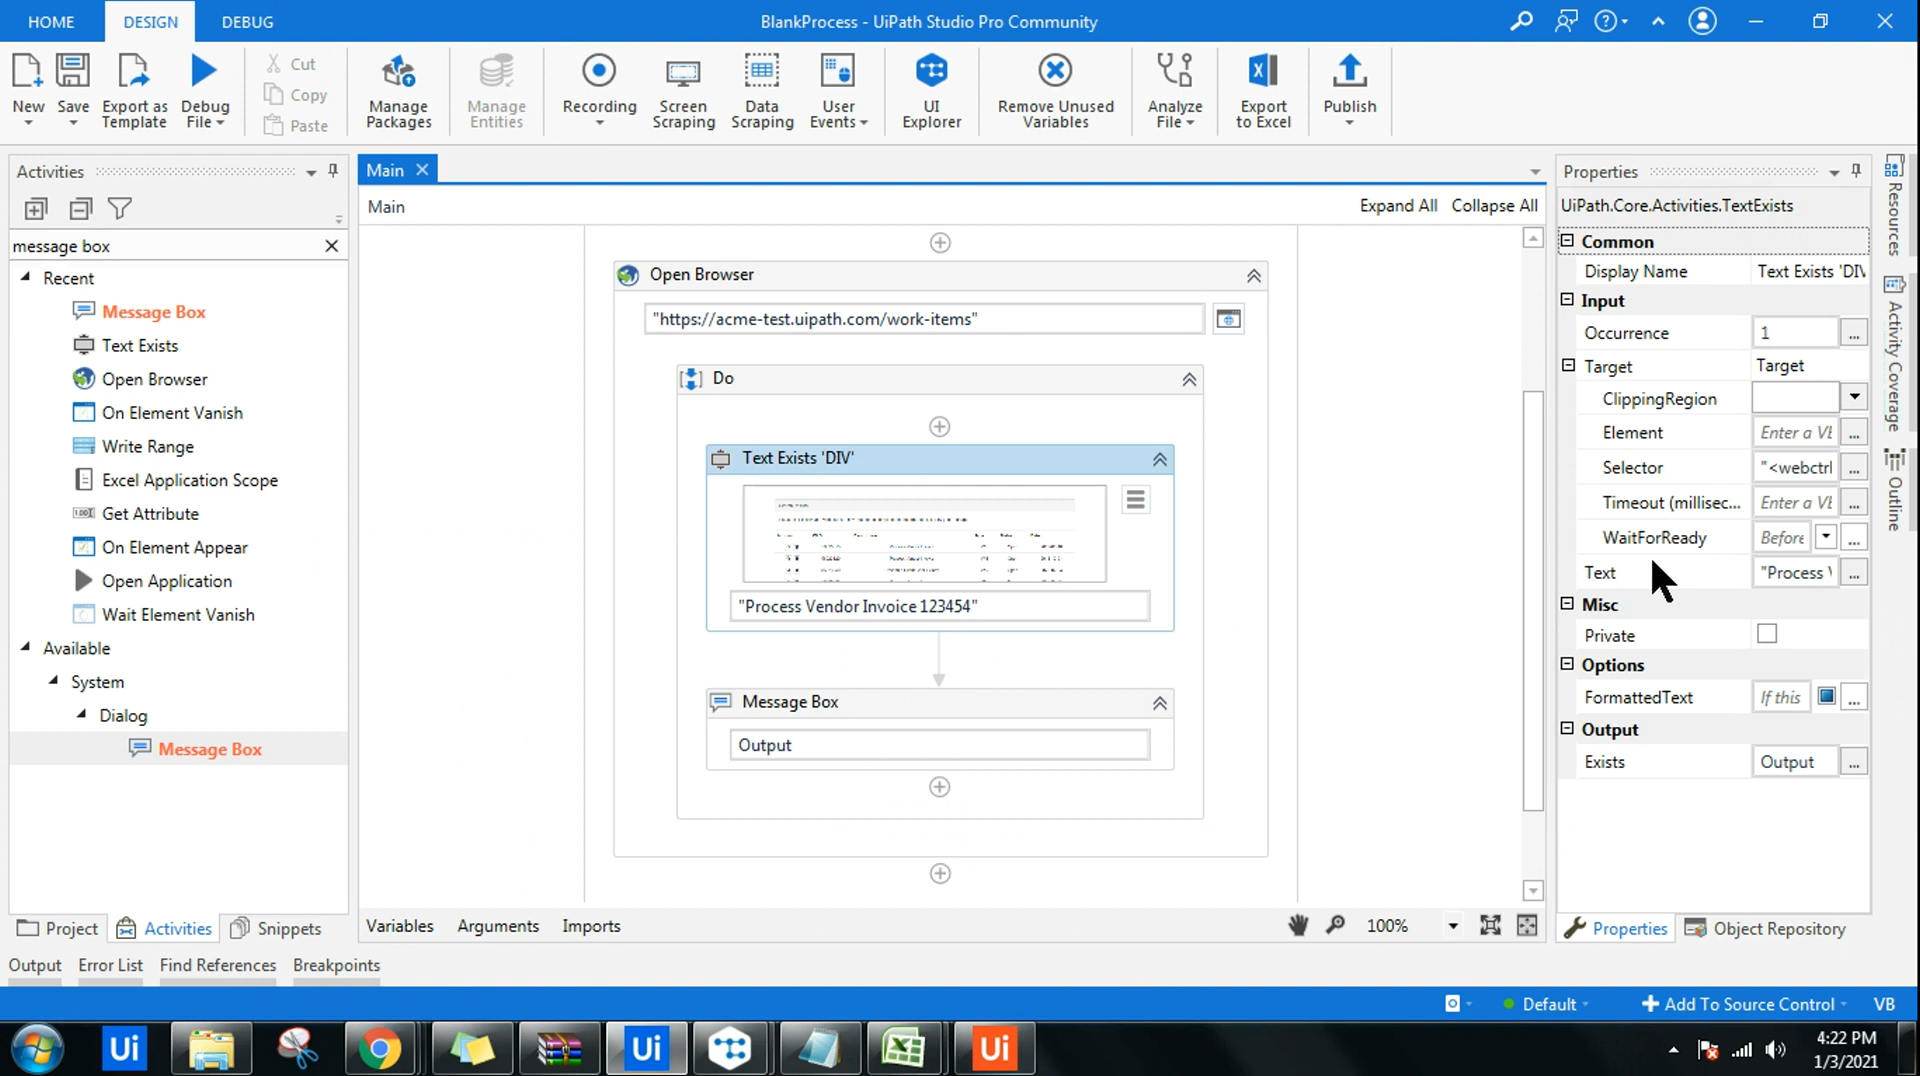 HOME DESIGN DEBUG BlankProcess - UiPath Studio Pro Community
New Save Export as Template Debug File Cut Copy Paste Manage Packages Manage Entities Recording Screen Scraping Data Scraping User Events UI Explorer Remove Unused Variables Analyze File Export to Excel Publish
Activities
message box
Recent
Message Box
Text Exists
Open Browser
On Element Vanish
Write Range
Excel Application Scope
Get Attribute
On Element Appear
Open Application
Wait Element Vanish
Available
System
Dialog
Message Box
Project Activities Snippets
Main
Main Expand All Collapse All
Open Browser
"https://acme-test.uipath.com/work-items"
Do
Text Exists 'DIV'
"Process Vendor Invoice 123454"
Message Box
Output
Variables Arguments Imports 100%
Properties
UiPath.Core.Activities.TextExists
Common
Display Name Text Exists 'DIV
Input
Occurrence 1 ...
Target Target
ClippingRegion
Element Enter a VB ...
Selector "<webctrl ...
Timeout (millisec... Enter a VB ...
WaitForReady Before ...
Text "Process V ...
Misc
Private
Options
FormattedText If this ...
Output
Exists Output ...
Properties Object Repository
Resources
Activity Coverage
Outline
Output Error List Find References Breakpoints
Default Add To Source Control VB
Ui Ui Ui
4:22 PM
1/3/2021